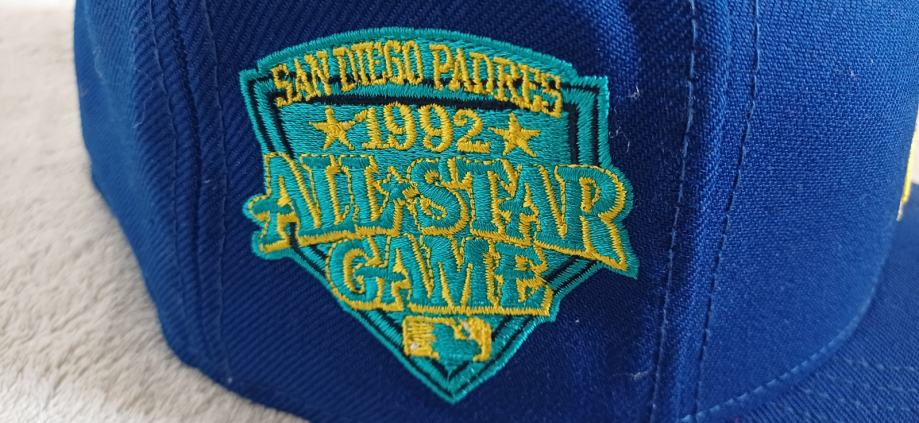 SAN DIEGO PADRES
1992
ALL STAR
GAME